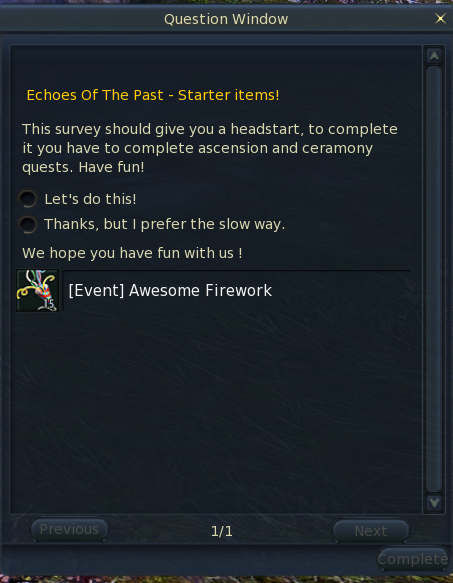 Question Window
Echoes Of The Past - Starter items!
This survey should give you a headstart, to complete
it you have to complete ascension and ceramony
quests. Have fun!
Let's do this!
Thanks, but I prefer the slow way.
We hope you have fun with us !
15
[Event] Awesome Firework
Previous
1/1
Next
Complete